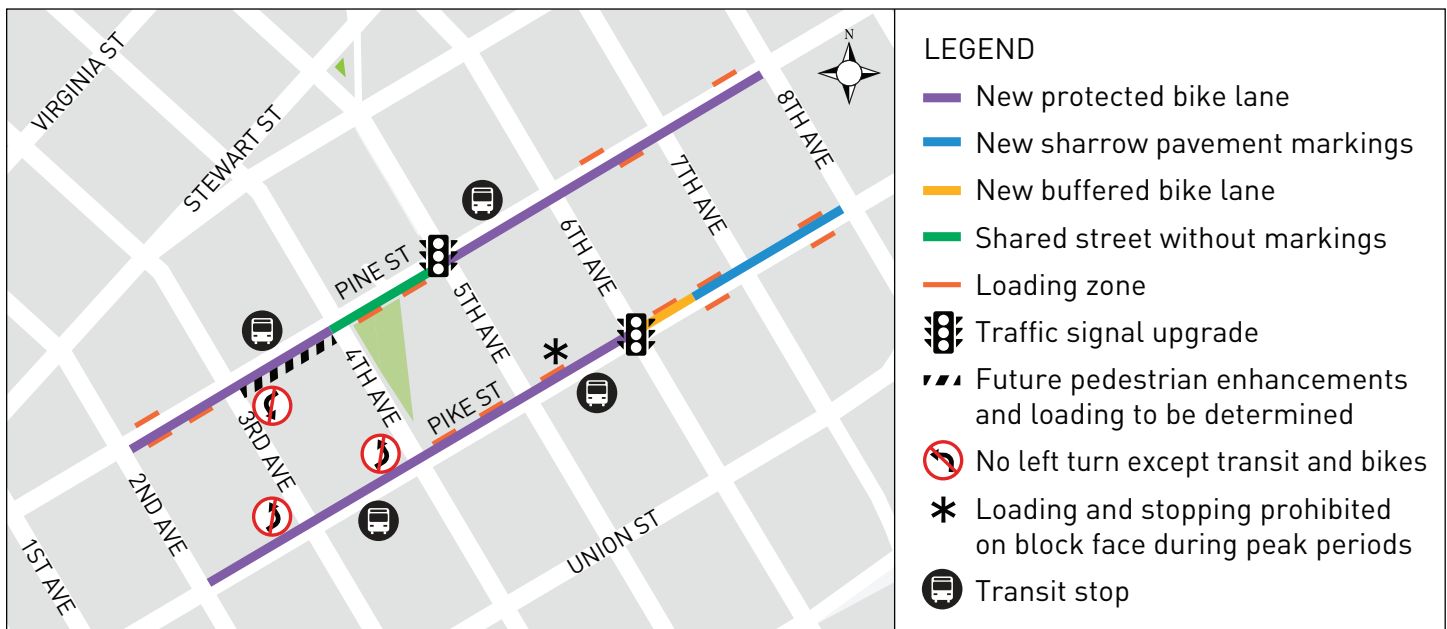 VIRGINIA ST
STEWART ST
N
8TH AVE
7TH AVE
6TH AVE
PINE ST
5TH AVE
4TH AVE
PIKE ST
3RD AVE
2ND AVE
UNION ST
1ST AVE
LEGEND
New protected bike lane
New sharrow pavement markings
New buffered bike lane
Shared street without markings
Loading zone
Traffic signal upgrade
Future pedestrian enhancements
and loading to be determined
No left turn except transit and bikes
Loading and stopping prohibited
on block face during peak periods
Transit stop